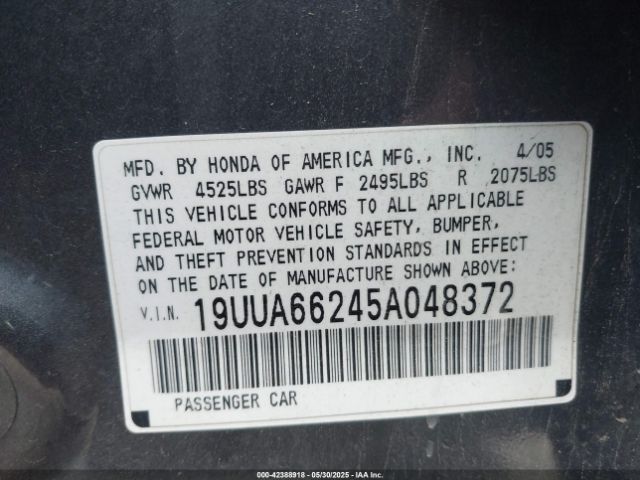 MFD. BY HONDA OF AMERICA MFG., INC. 4/05
GVWR 4525LBS GAWR F 2495LBS R 2075LBS
THIS VEHICLE CONFORMS TO ALL APPLICABLE
FEDERAL MOTOR VEHICLE SAFETY, BUMPER,
AND THEFT PREVENTION STANDARDS IN EFFECT
ON THE DATE OF MANUFACTURE SHOWN ABOVE:
V.I.N. 19UUA66245A048372
PASSENGER CAR
000-42388918 — 05/30/2025 — IAA Inc.